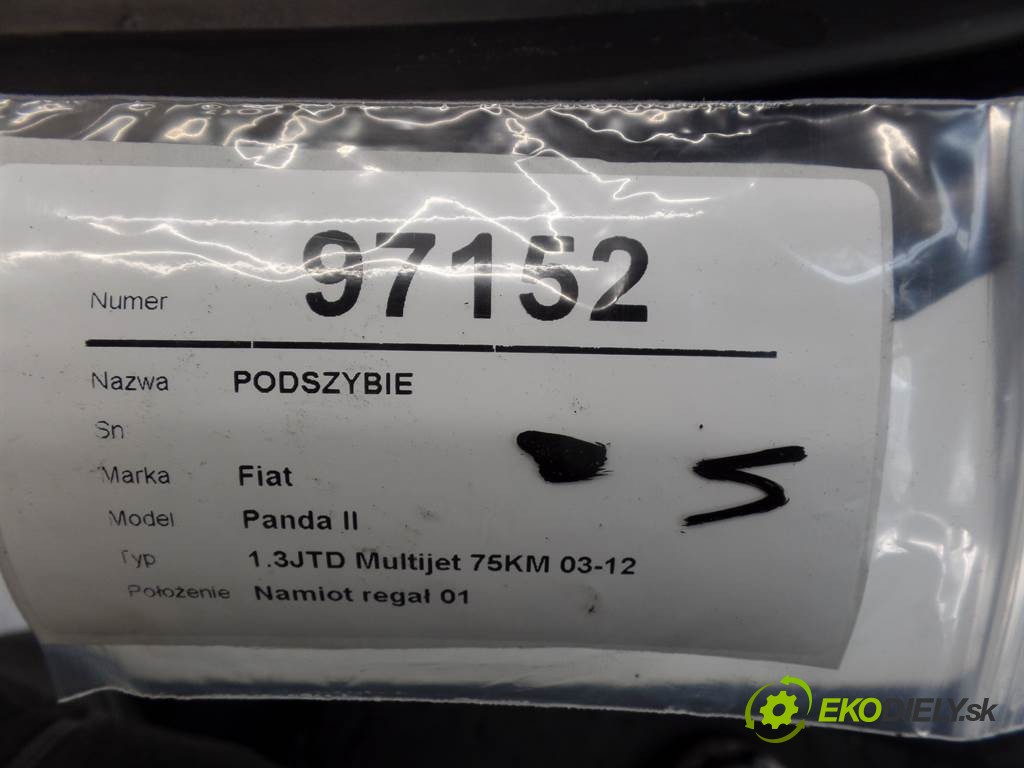 Numer 97152
Nazwa PODSZYBIE
Sn
Marka Fiat
Model Panda II
Typ 1.3JTD Multijet 75KM 03-12
Położenie Namiot regał 01
EKODIELY.sk